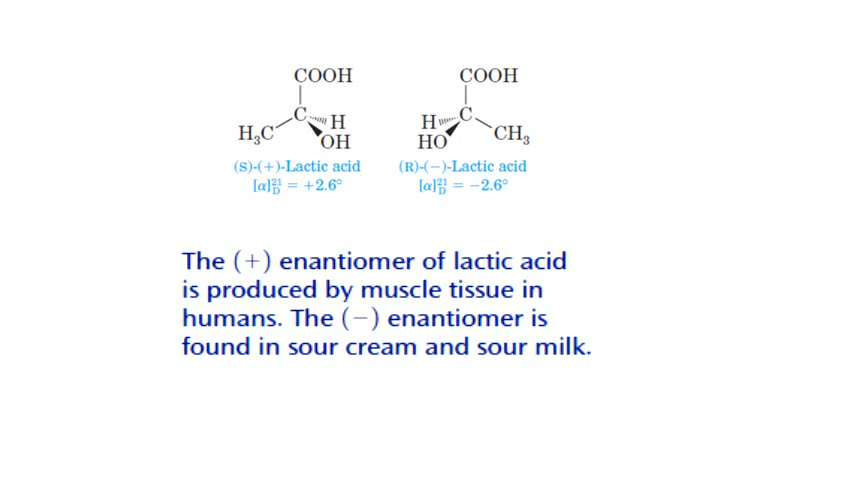 COOH COOH
C H H C
H₃C OH HO CH₃
(S)-(+)-Lactic acid (R)-(−)-Lactic acid
[α]²¹D = +2.6° [α]²¹D = −2.6°
The (+) enantiomer of lactic acid
is produced by muscle tissue in
humans. The (−) enantiomer is
found in sour cream and sour milk.